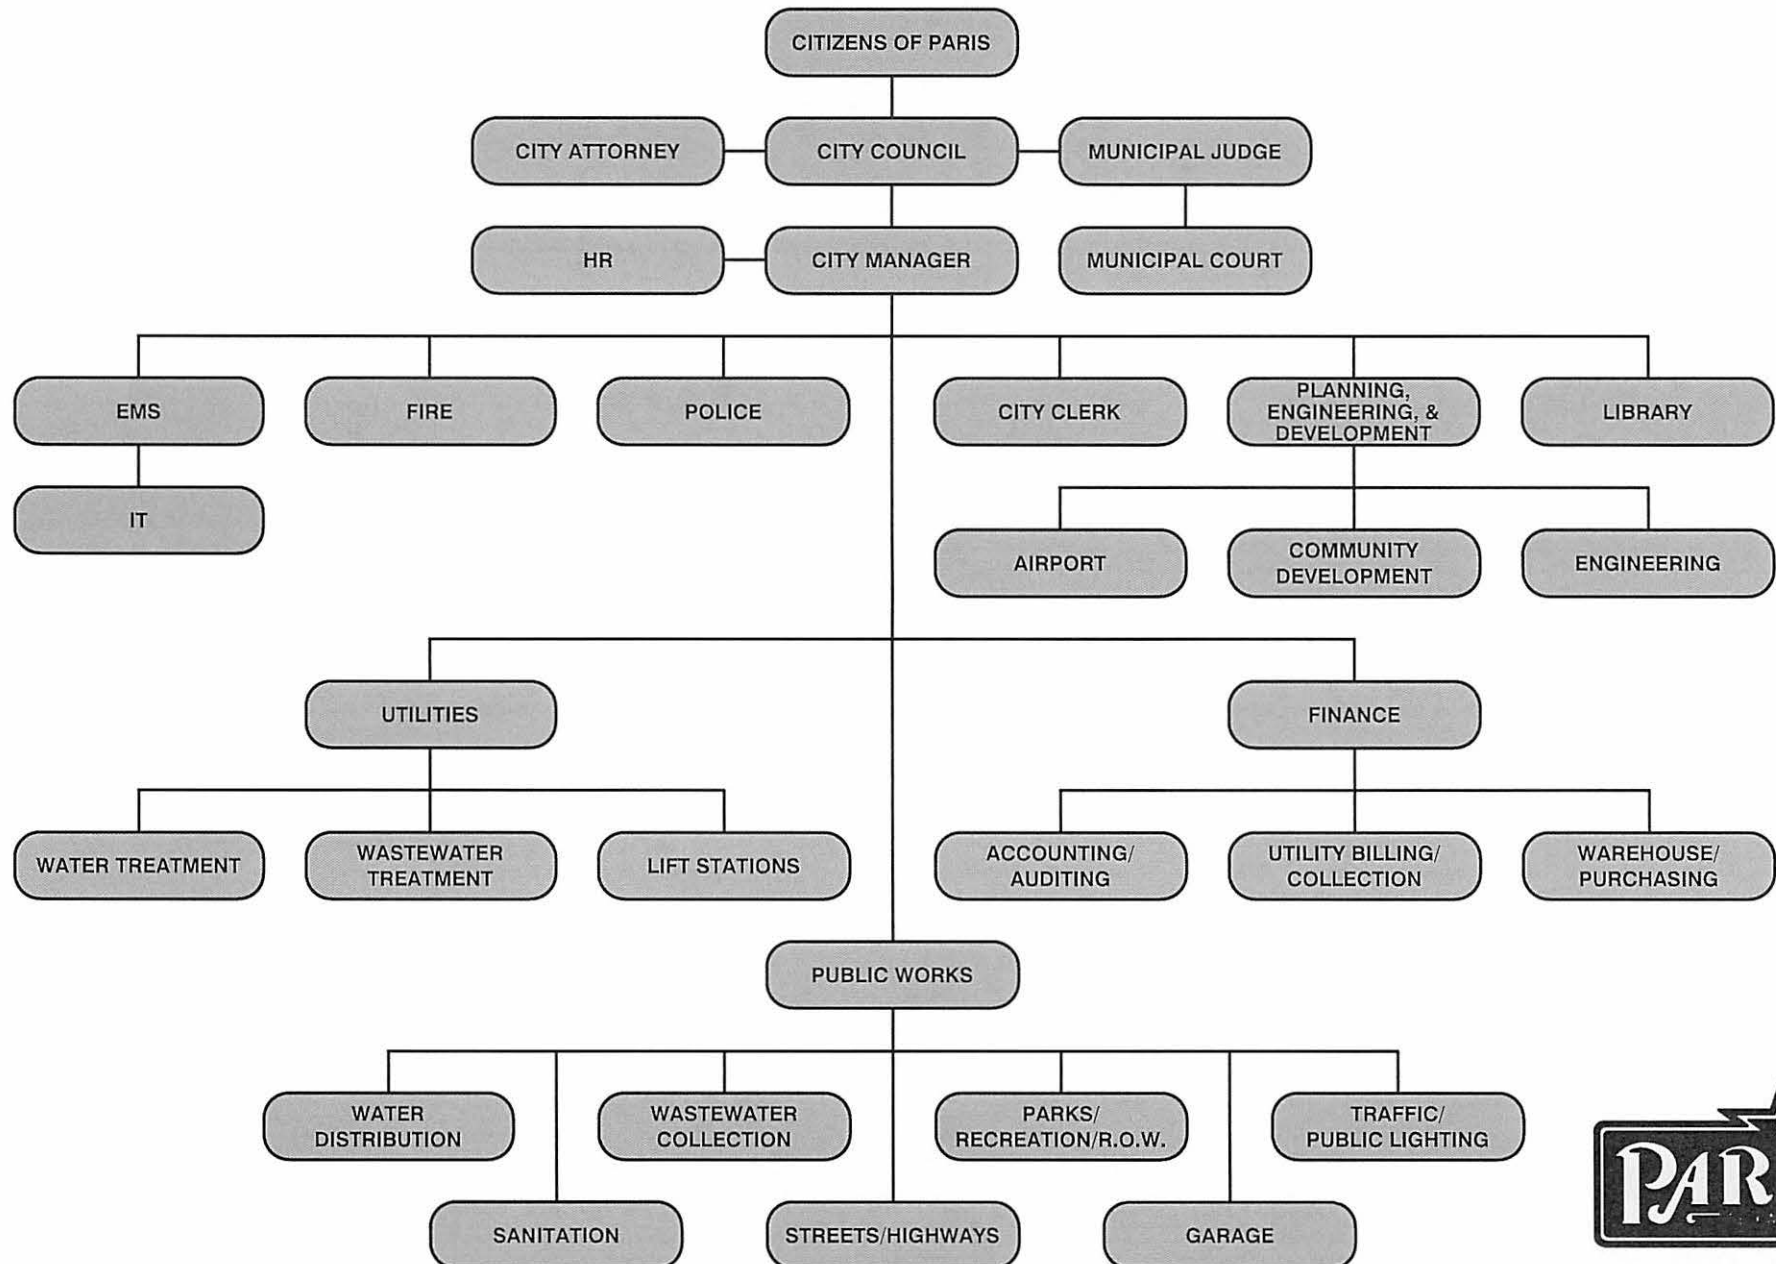 CITIZENS OF PARIS
CITY ATTORNEY
CITY COUNCIL
MUNICIPAL JUDGE
HR
CITY MANAGER
MUNICIPAL COURT
EMS
FIRE
POLICE
CITY CLERK
PLANNING,
ENGINEERING, &
DEVELOPMENT
LIBRARY
IT
AIRPORT
COMMUNITY
DEVELOPMENT
ENGINEERING
UTILITIES
FINANCE
WATER TREATMENT
WASTEWATER
TREATMENT
LIFT STATIONS
ACCOUNTING/
AUDITING
UTILITY BILLING/
COLLECTION
WAREHOUSE/
PURCHASING
PUBLIC WORKS
WATER
DISTRIBUTION
WASTEWATER
COLLECTION
PARKS/
RECREATION/R.O.W.
TRAFFIC/
PUBLIC LIGHTING
SANITATION
STREETS/HIGHWAYS
GARAGE
PAR